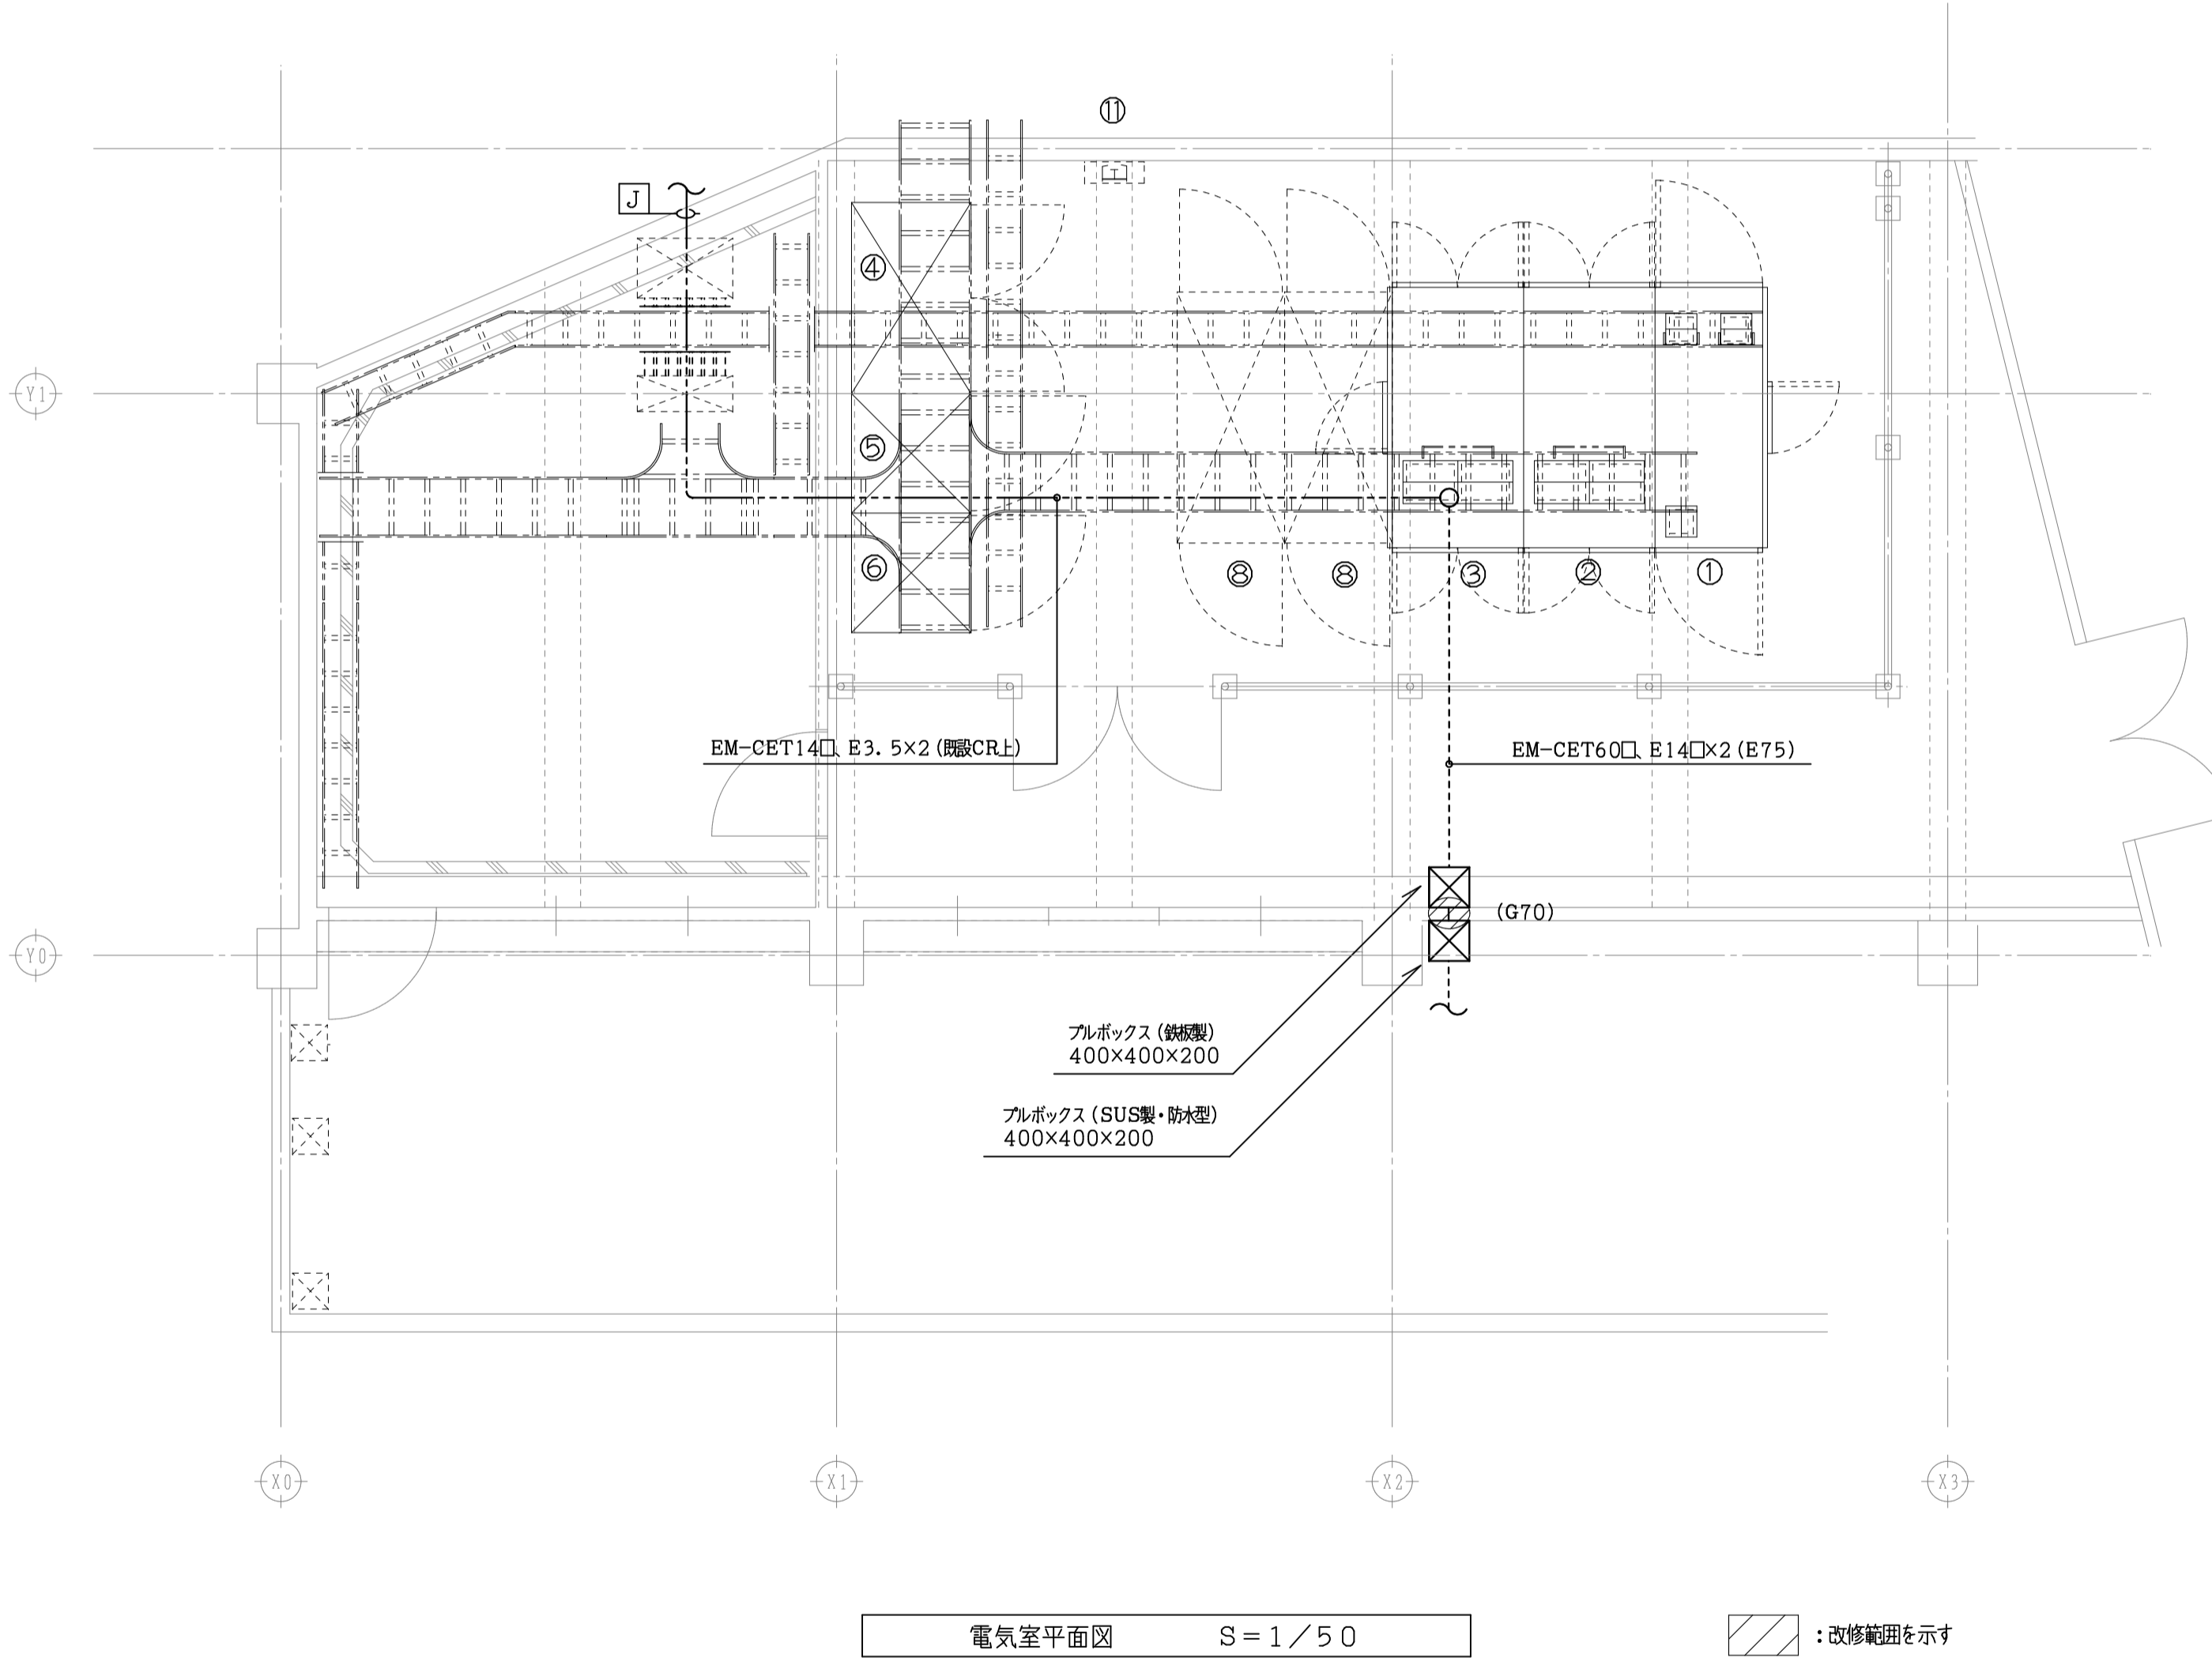 ⑪
J
④
Y1
⑤
⑥
⑧
⑧
③
②
①
EM-CET14□、E3.5×2(既設CR上)
EM-CET60□、E14□×2(E75)
(G70)
Y0
プルボックス(鉄板製)
400×400×200
プルボックス(SUS製・防水型)
400×400×200
X0
X1
X2
X3
電気室平面図 S=1/50
:改修範囲を示す